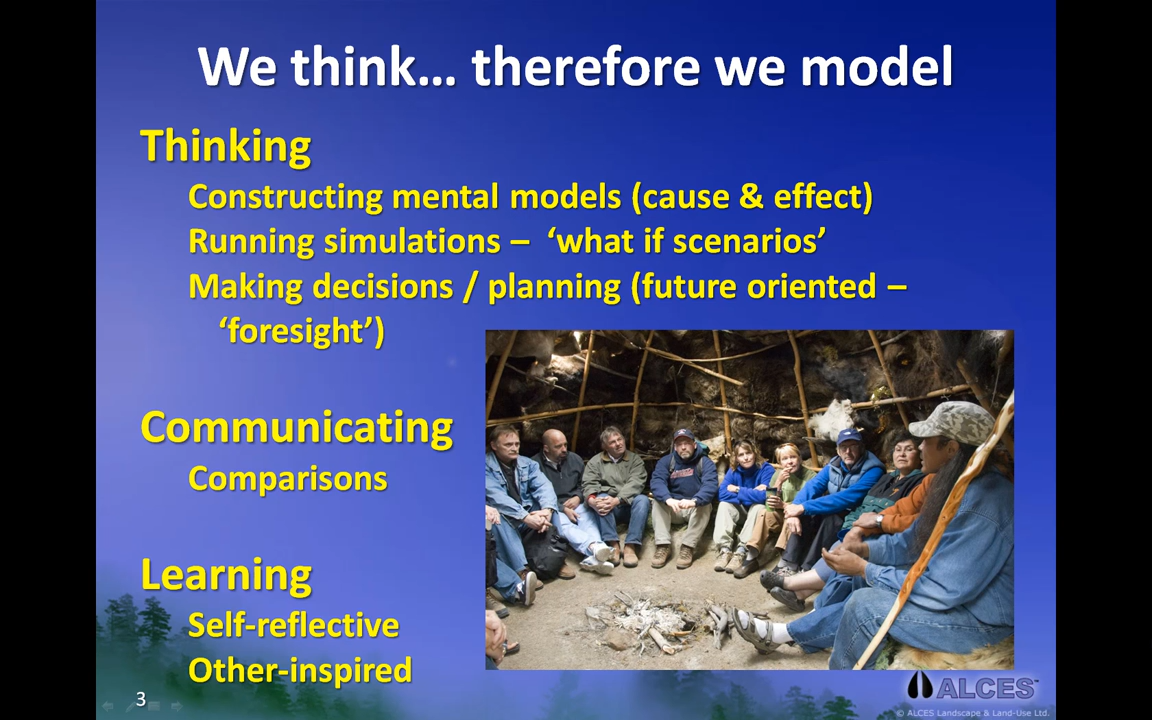 We think… therefore we model
Thinking
Constructing mental models (cause & effect)
Running simulations – ‘what if scenarios’
Making decisions / planning (future oriented –
‘foresight’)
Communicating
Comparisons
Learning
Self-reflective
Other-inspired
3
ALCES™
© ALCES Landscape & Land-Use Ltd.